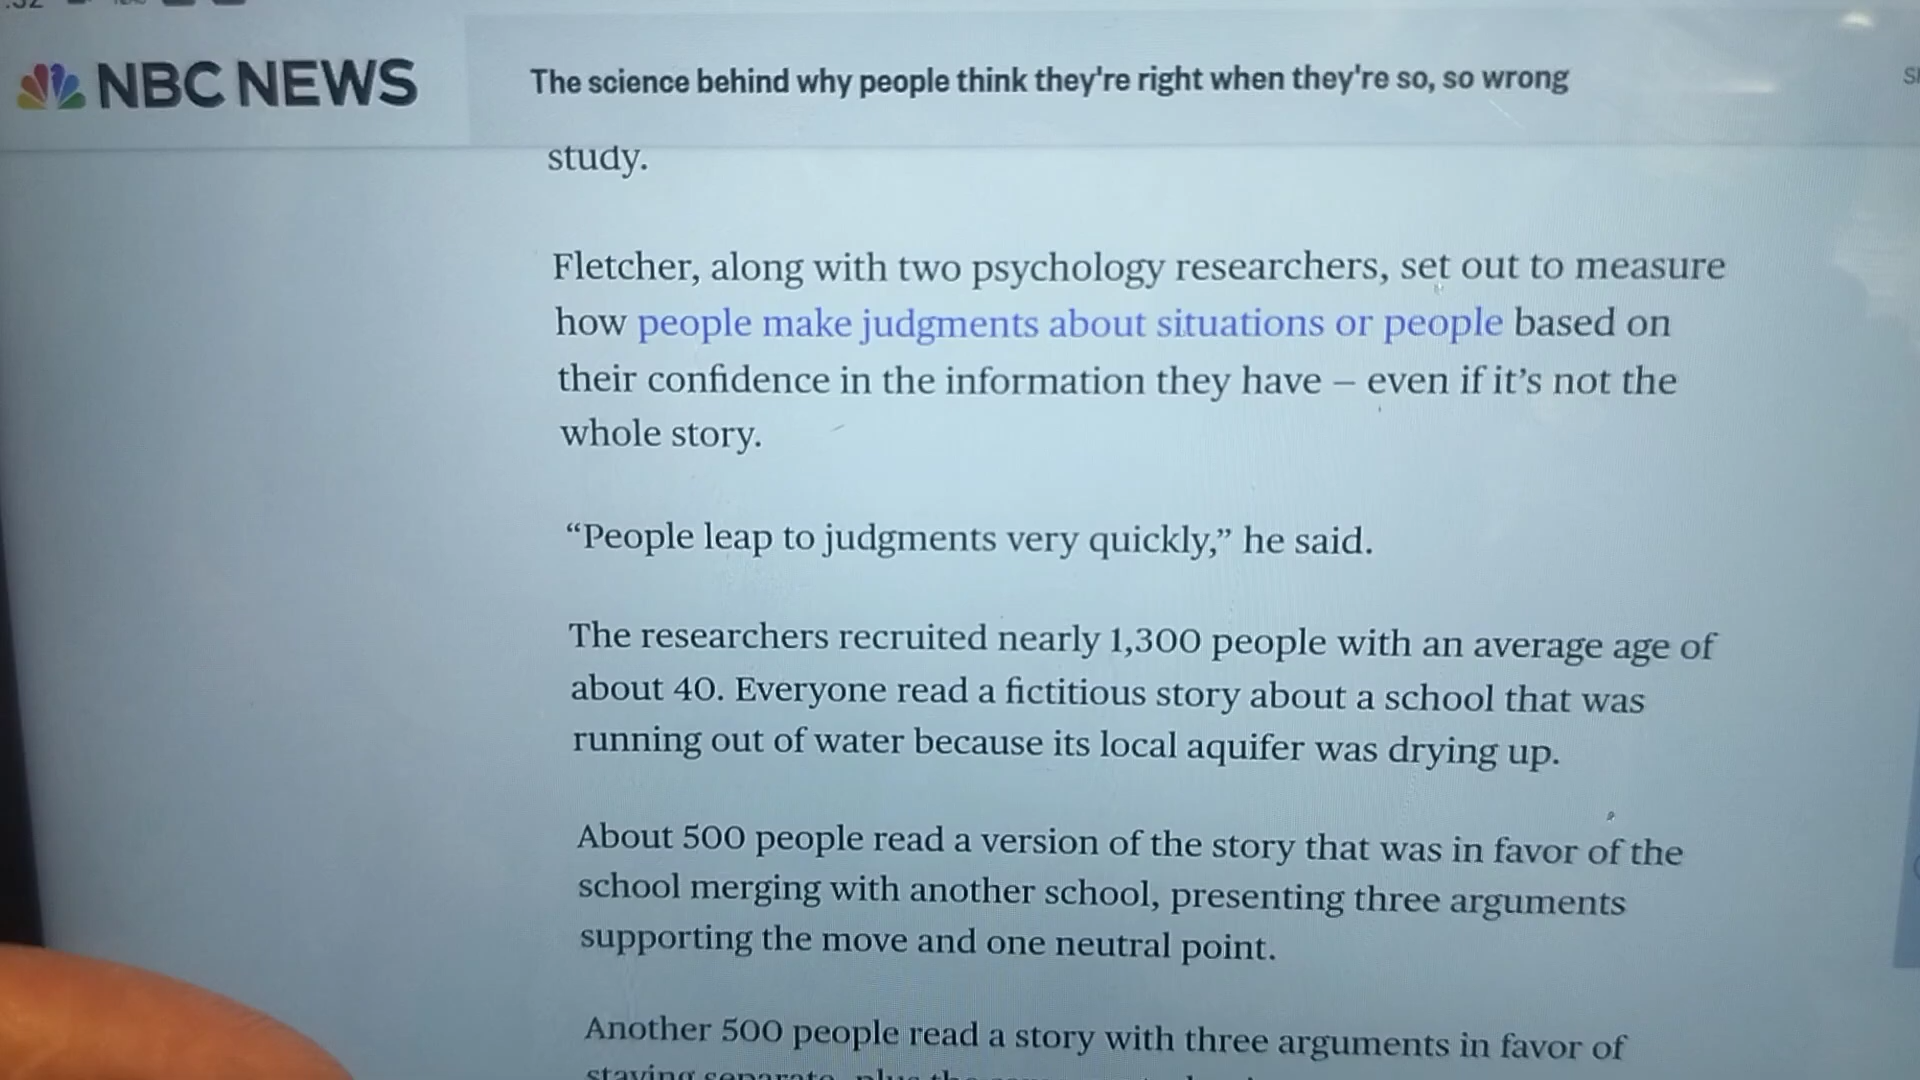 NBC NEWS
The science behind why people think they're right when they're so, so wrong
study.
Fletcher, along with two psychology researchers, set out to measure
how people make judgments about situations or people based on
their confidence in the information they have – even if it’s not the
whole story.
“People leap to judgments very quickly,” he said.
The researchers recruited nearly 1,300 people with an average age of
about 40. Everyone read a fictitious story about a school that was
running out of water because its local aquifer was drying up.
About 500 people read a version of the story that was in favor of the
school merging with another school, presenting three arguments
supporting the move and one neutral point.
Another 500 people read a story with three arguments in favor of
staying separate, plus the